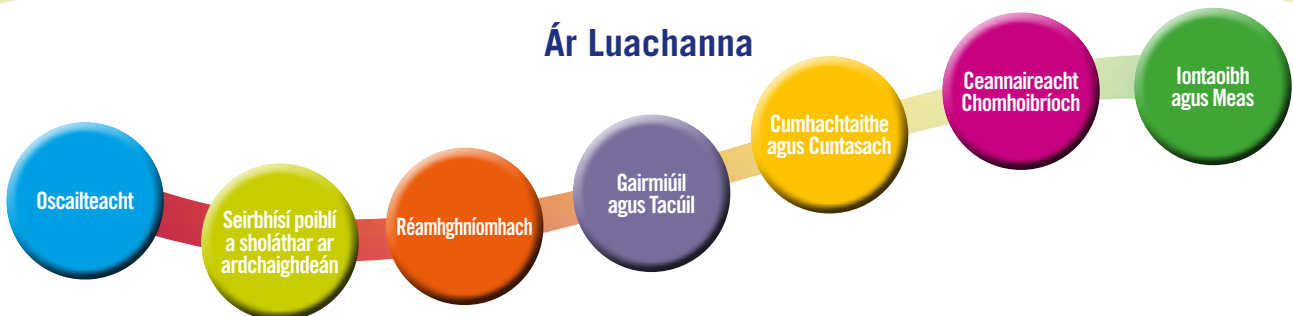 Ár Luachanna
Oscailteacht
Seirbhísí poiblí
a sholáthar ar
ardchaighdeán
Réamhghníomhach
Gairmiúil
agus Tacúil
Cumhachtaithe
agus Cuntasach
Ceannaireacht
Chomhoibríoch
Iontaoibh
agus Meas